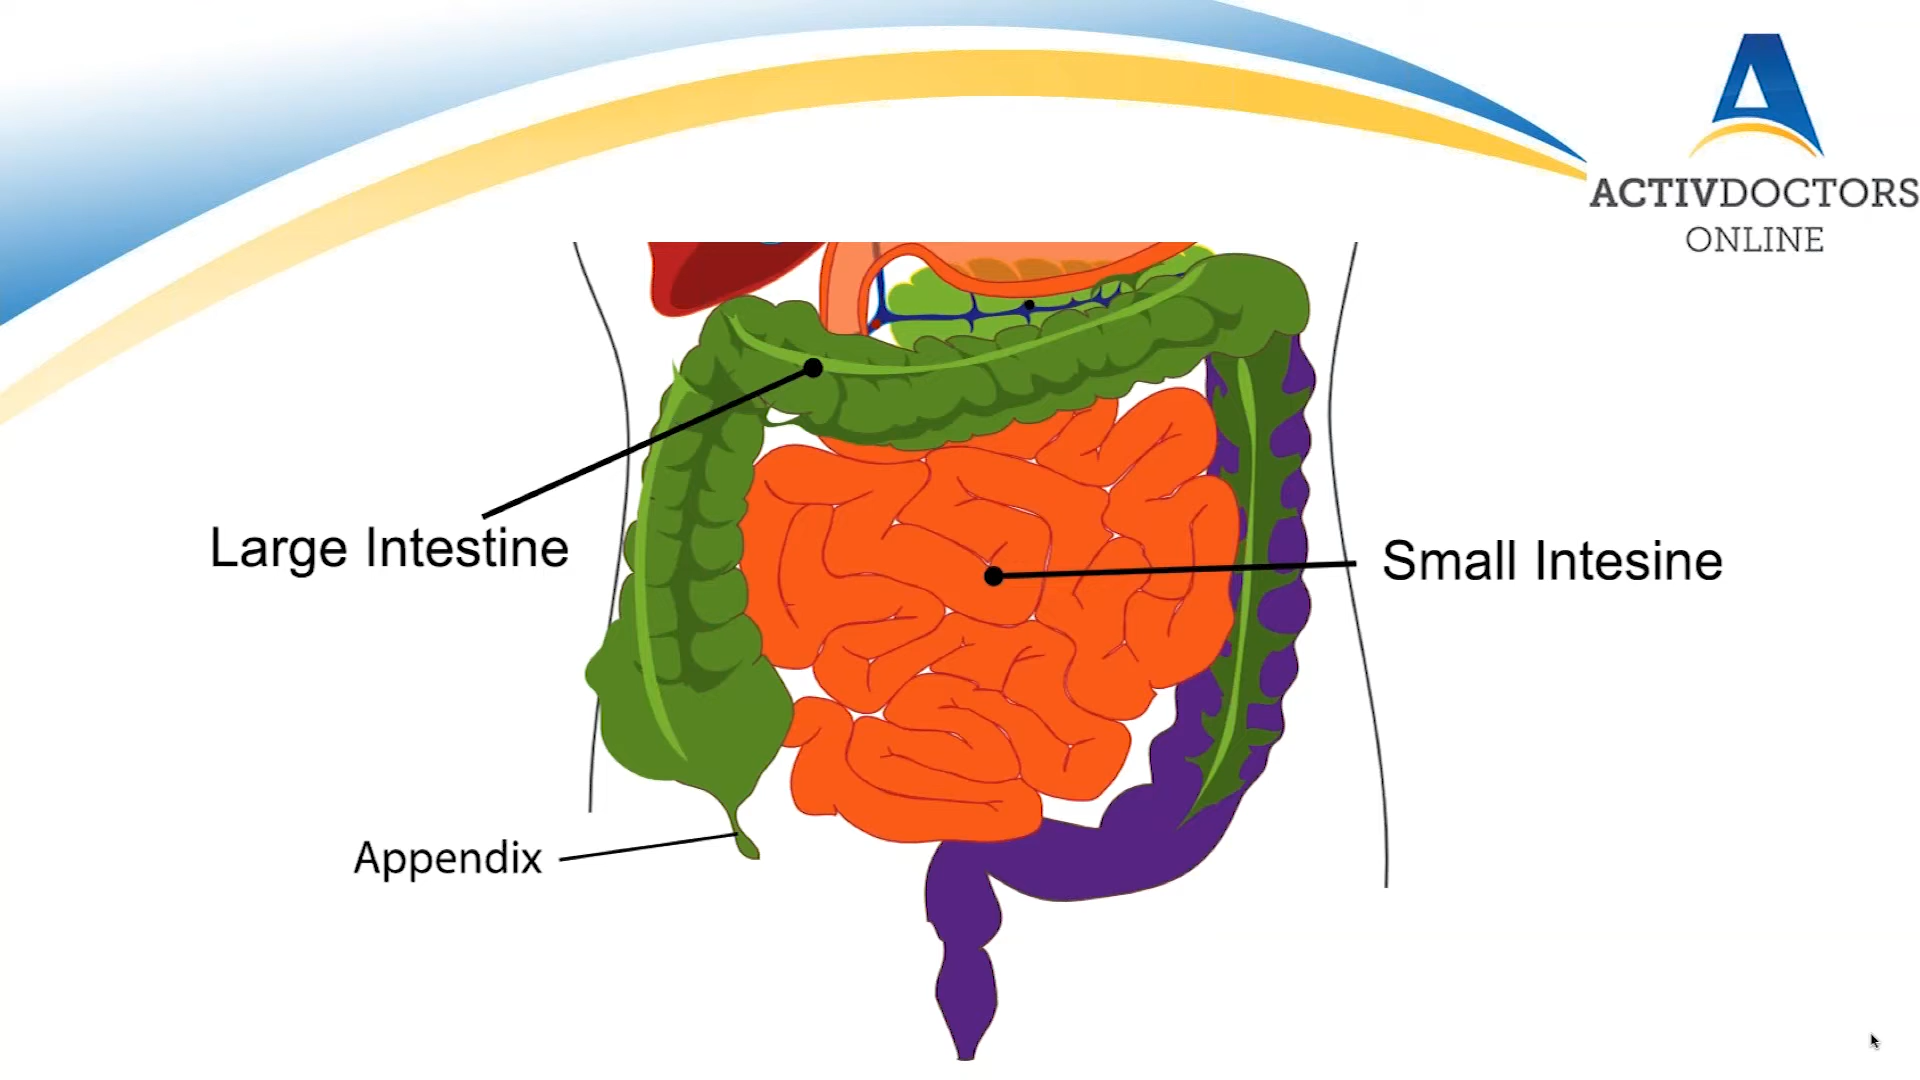 ACTIVDOCTORS
ONLINE
Large Intestine
Small Intesine
Appendix